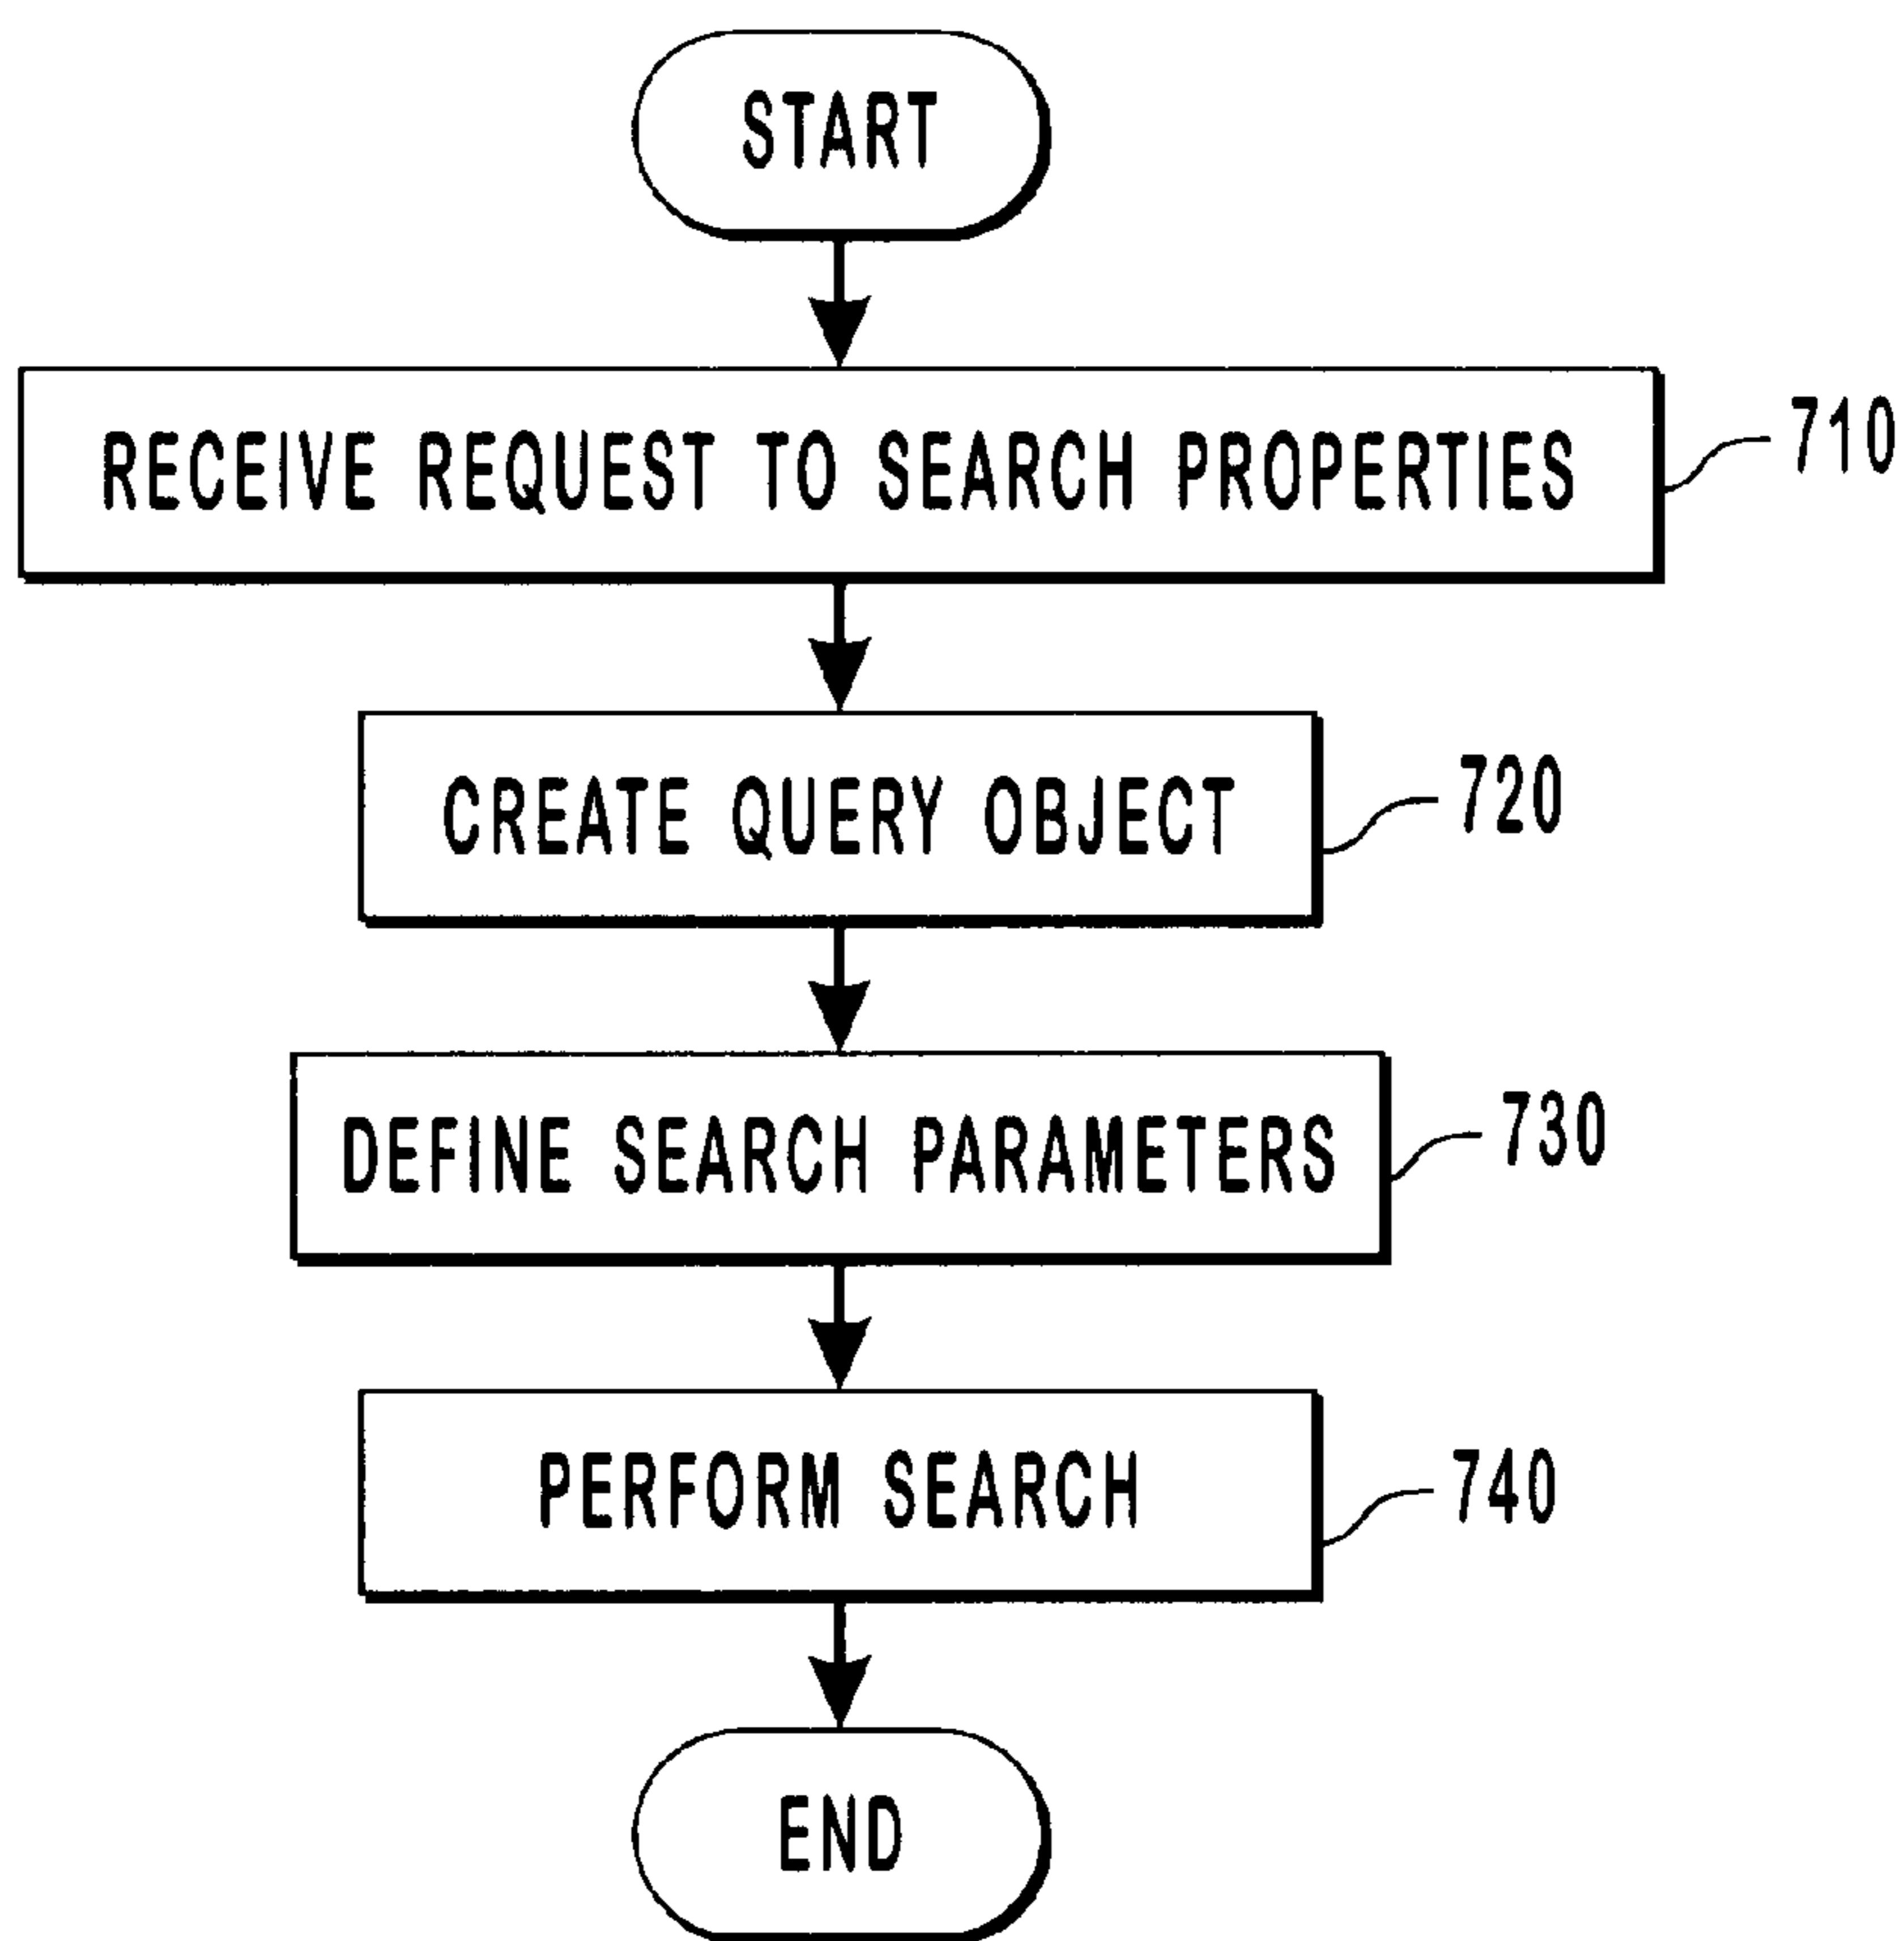 START
RECEIVE REQUEST TO SEARCH PROPERTIES
710
CREATE QUERY OBJECT
720
DEFINE SEARCH PARAMETERS
730
PERFORM SEARCH
740
END